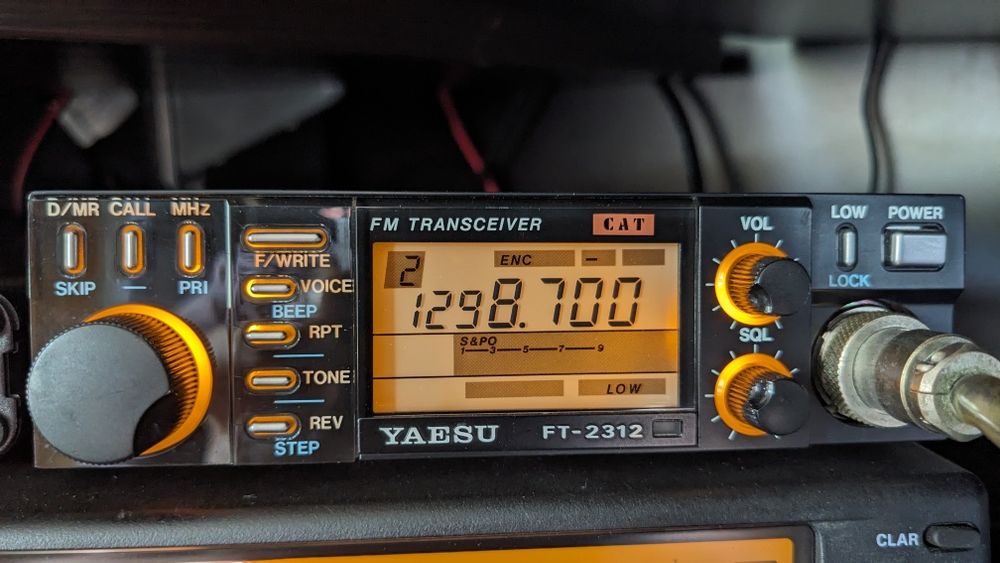 D/MR CALL MHz
SKIP — PRI
F/WRITE
VOICE
BEEP
RPT
TONE
REV
STEP
FM TRANSCEIVER CAT
2 ENC −
1298.700
S&PO
1 3 5 7 9
LOW
YAESU FT-2312
VOL
SQL
LOW POWER
LOCK
CLAR